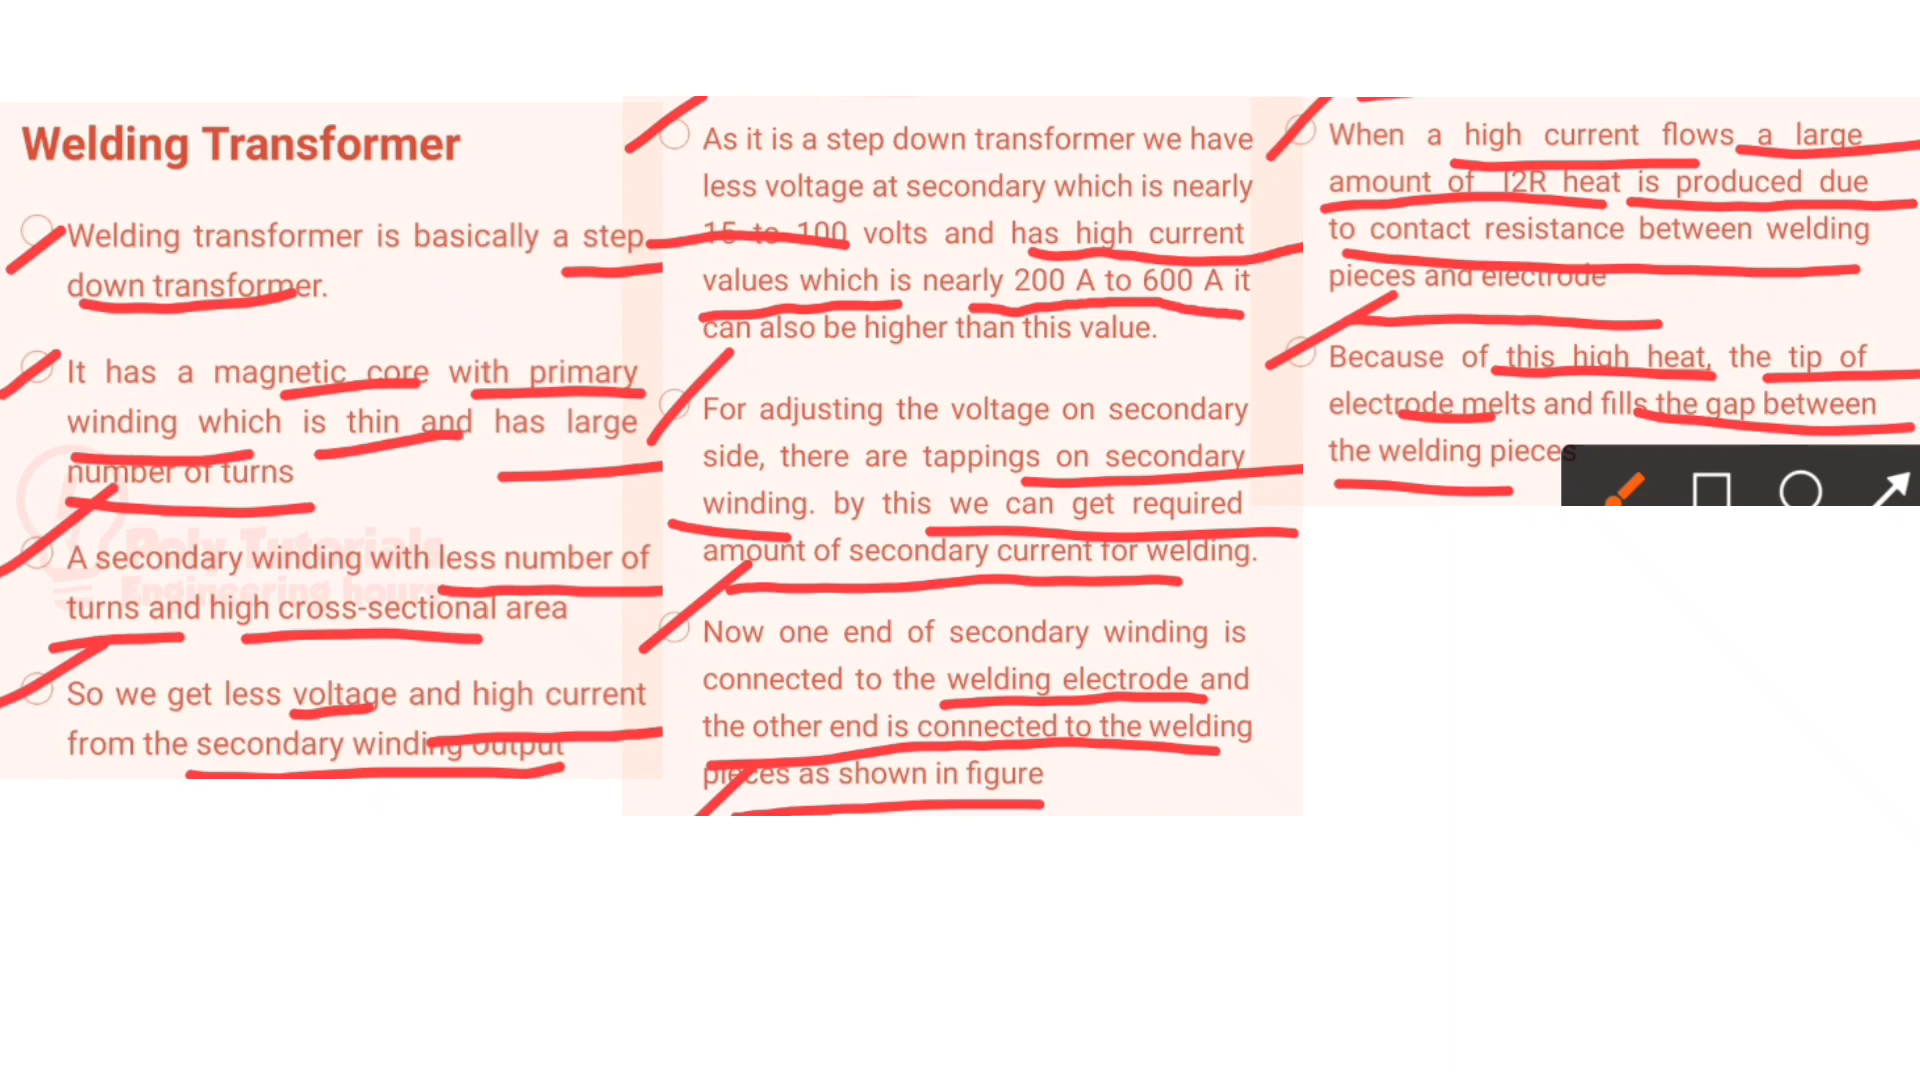 Welding Transformer
Welding transformer is basically a step
down transformer.
It has a magnetic core with primary
winding which is thin and has large
number of turns
Poly Tutorials
A secondary winding with less number of
Engineering hours
turns and high cross-sectional area
So we get less voltage and high current
from the secondary winding output
As it is a step down transformer we have
less voltage at secondary which is nearly
15 to 100 volts and has high current
values which is nearly 200 A to 600 A it
can also be higher than this value.
For adjusting the voltage on secondary
side, there are tappings on secondary
winding. by this we can get required
amount of secondary current for welding.
Now one end of secondary winding is
connected to the welding electrode and
the other end is connected to the welding
pieces as shown in figure
When a high current flows a large
amount of I2R heat is produced due
to contact resistance between welding
pieces and electrode
Because of this high heat, the tip of
electrode melts and fills the gap between
the welding pieces